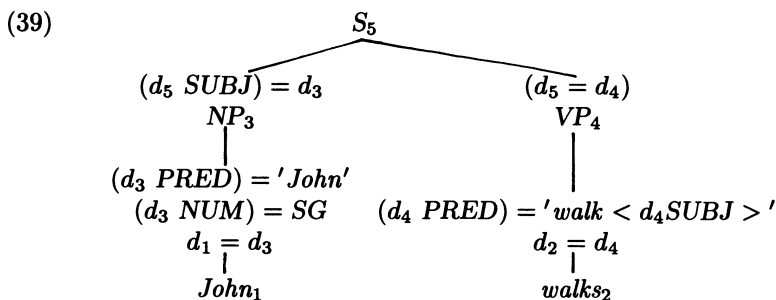 (39) S₅
(d₅ SUBJ) = d₃ (d₅ = d₄)
NP₃ VP₄
(d₃ PRED) = ′John′
(d₃ NUM) = SG (d₄ PRED) = ′walk < d₄SUBJ > ′
d₁ = d₃ d₂ = d₄
John₁ walks₂